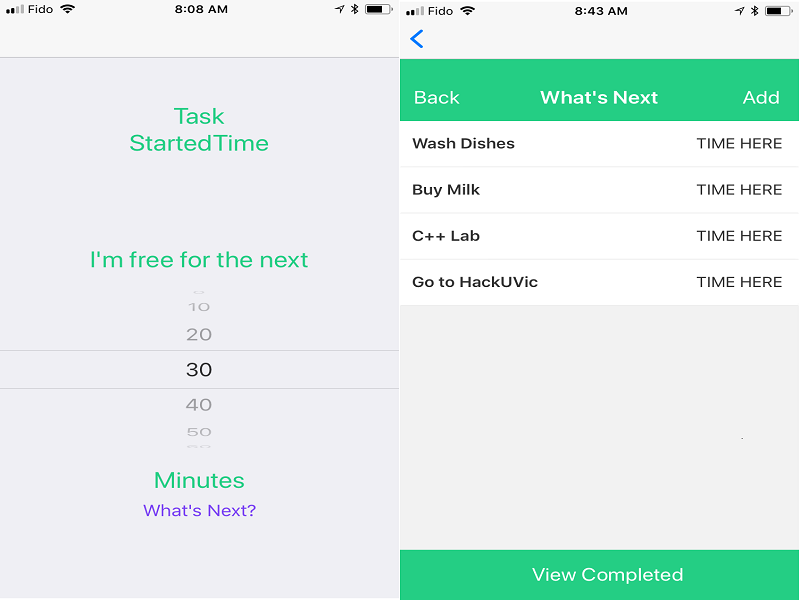 Fido 8:08 AM
Task
StartedTime
I'm free for the next
10
20
30
40
50
Minutes
What's Next?
Fido 8:43 AM
Back What's Next Add
Wash Dishes TIME HERE
Buy Milk TIME HERE
C++ Lab TIME HERE
Go to HackUVic TIME HERE
View Completed